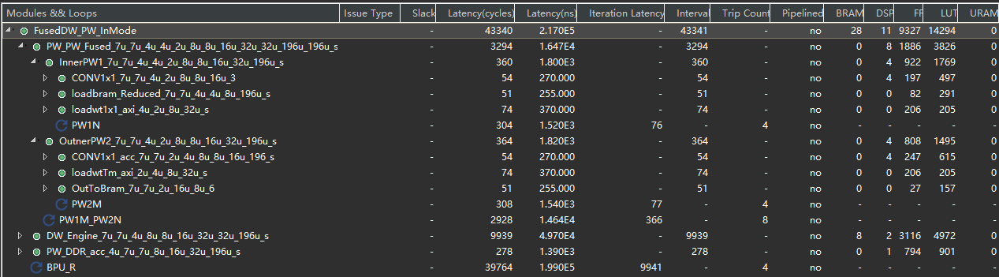 Modules && Loops Issue Type Slack Latency(cycles) Latency(ns) Iteration Latency Interval Trip Count Pipelined BRAM DSP FF LUT URAM
FusedDW_PW_InMode - 43340 2.170E5 - 43341 - no 28 11 9327 14294 0
PW_PW_Fused_7u_7u_4u_4u_2u_8u_8u_16u_32u_32u_196u_196u_s - 3294 1.647E4 - 3294 - no 0 8 1886 3826 0
InnerPW1_7u_7u_4u_4u_2u_8u_8u_16u_32u_196u_s - 360 1.800E3 - 360 - no 0 4 922 1769 0
CONV1x1_7u_7u_4u_2u_8u_8u_16u_3 - 54 270.000 - 54 - no 0 4 197 497 0
loadbram_Reduced_7u_7u_4u_4u_8u_196u_s - 51 255.000 - 51 - no 0 0 82 291 0
loadwt1x1_axi_4u_2u_8u_32u_s - 74 370.000 - 74 - no 0 0 206 205 0
PW1N - 304 1.520E3 76 - 4 no - - - - -
OutnerPW2_7u_7u_4u_2u_8u_8u_16u_32u_196u_s - 364 1.820E3 - 364 - no 0 4 808 1495 0
CONV1x1_acc_7u_7u_2u_4u_8u_8u_16u_196_s - 54 270.000 - 54 - no 0 4 247 615 0
loadwtTm_axi_2u_4u_8u_32u_s - 74 370.000 - 74 - no 0 0 206 205 0
OutToBram_7u_7u_2u_16u_8u_6 - 51 255.000 - 51 - no 0 0 27 157 0
PW2M - 308 1.540E3 77 - 4 no - - - - -
PW1M_PW2N - 2928 1.464E4 366 - 8 no - - - - -
DW_Engine_7u_7u_4u_8u_8u_16u_32u_32u_196u_s - 9939 4.970E4 - 9939 - no 8 2 3116 4972 0
PW_DDR_acc_4u_7u_7u_8u_16u_32u_196u_s - 278 1.390E3 - 278 - no 0 1 794 901 0
BPU_R - 39764 1.990E5 9941 - 4 no - - - - -